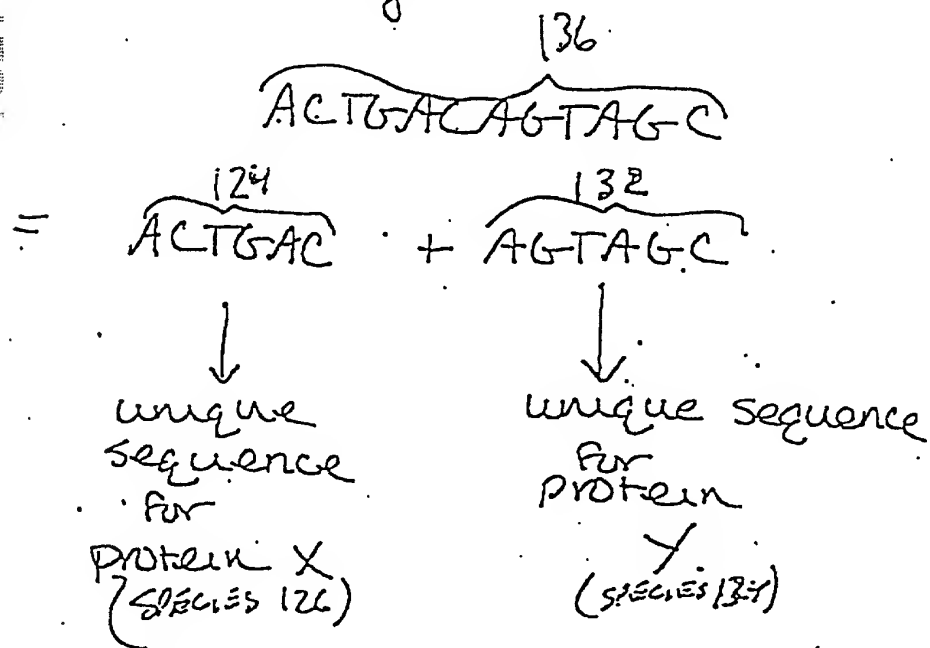 136
ACTGACAGTAGC
124 132
= ACTGAC + AGTAGC
unique unique sequence
sequence for
for protein
protein X Y
(SPECIES 126) (SPECIES 134)